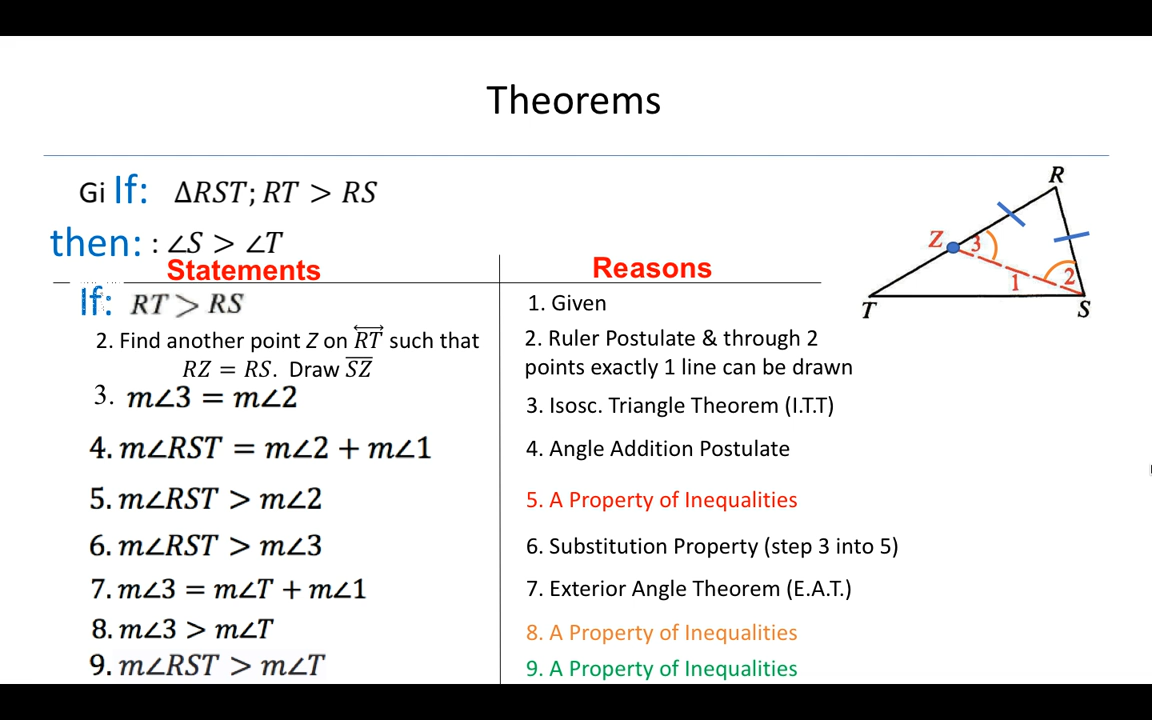 Theorems
Gi If: ΔRST; RT > RS
then: : ∠S > ∠T
Statements Reasons
If: RT > RS 1. Given
2. Find another point Z on RT such that 2. Ruler Postulate & through 2
RZ = RS. Draw SZ points exactly 1 line can be drawn
3. m∠3 = m∠2 3. Isosc. Triangle Theorem (I.T.T)
4. m∠RST = m∠2 + m∠1 4. Angle Addition Postulate
5. m∠RST > m∠2 5. A Property of Inequalities
6. m∠RST > m∠3 6. Substitution Property (step 3 into 5)
7. m∠3 = m∠T + m∠1 7. Exterior Angle Theorem (E.A.T.)
8. m∠3 > m∠T 8. A Property of Inequalities
9. m∠RST > m∠T 9. A Property of Inequalities
R
Z 3
1 2
T S